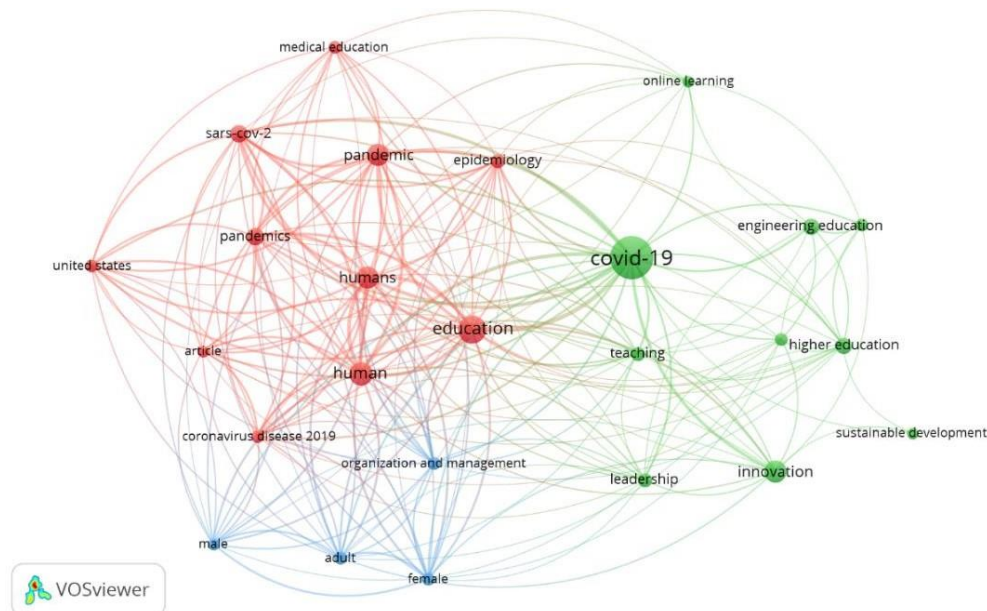 medical education
online learning
sars-cov-2
pandemic
epidemiology
engineering education
pandemics
covid-19
united states
humans
education
article
teaching
higher education
human
coronavirus disease 2019
sustainable development
organization and management
leadership
innovation
male
adult
female
VOSviewer